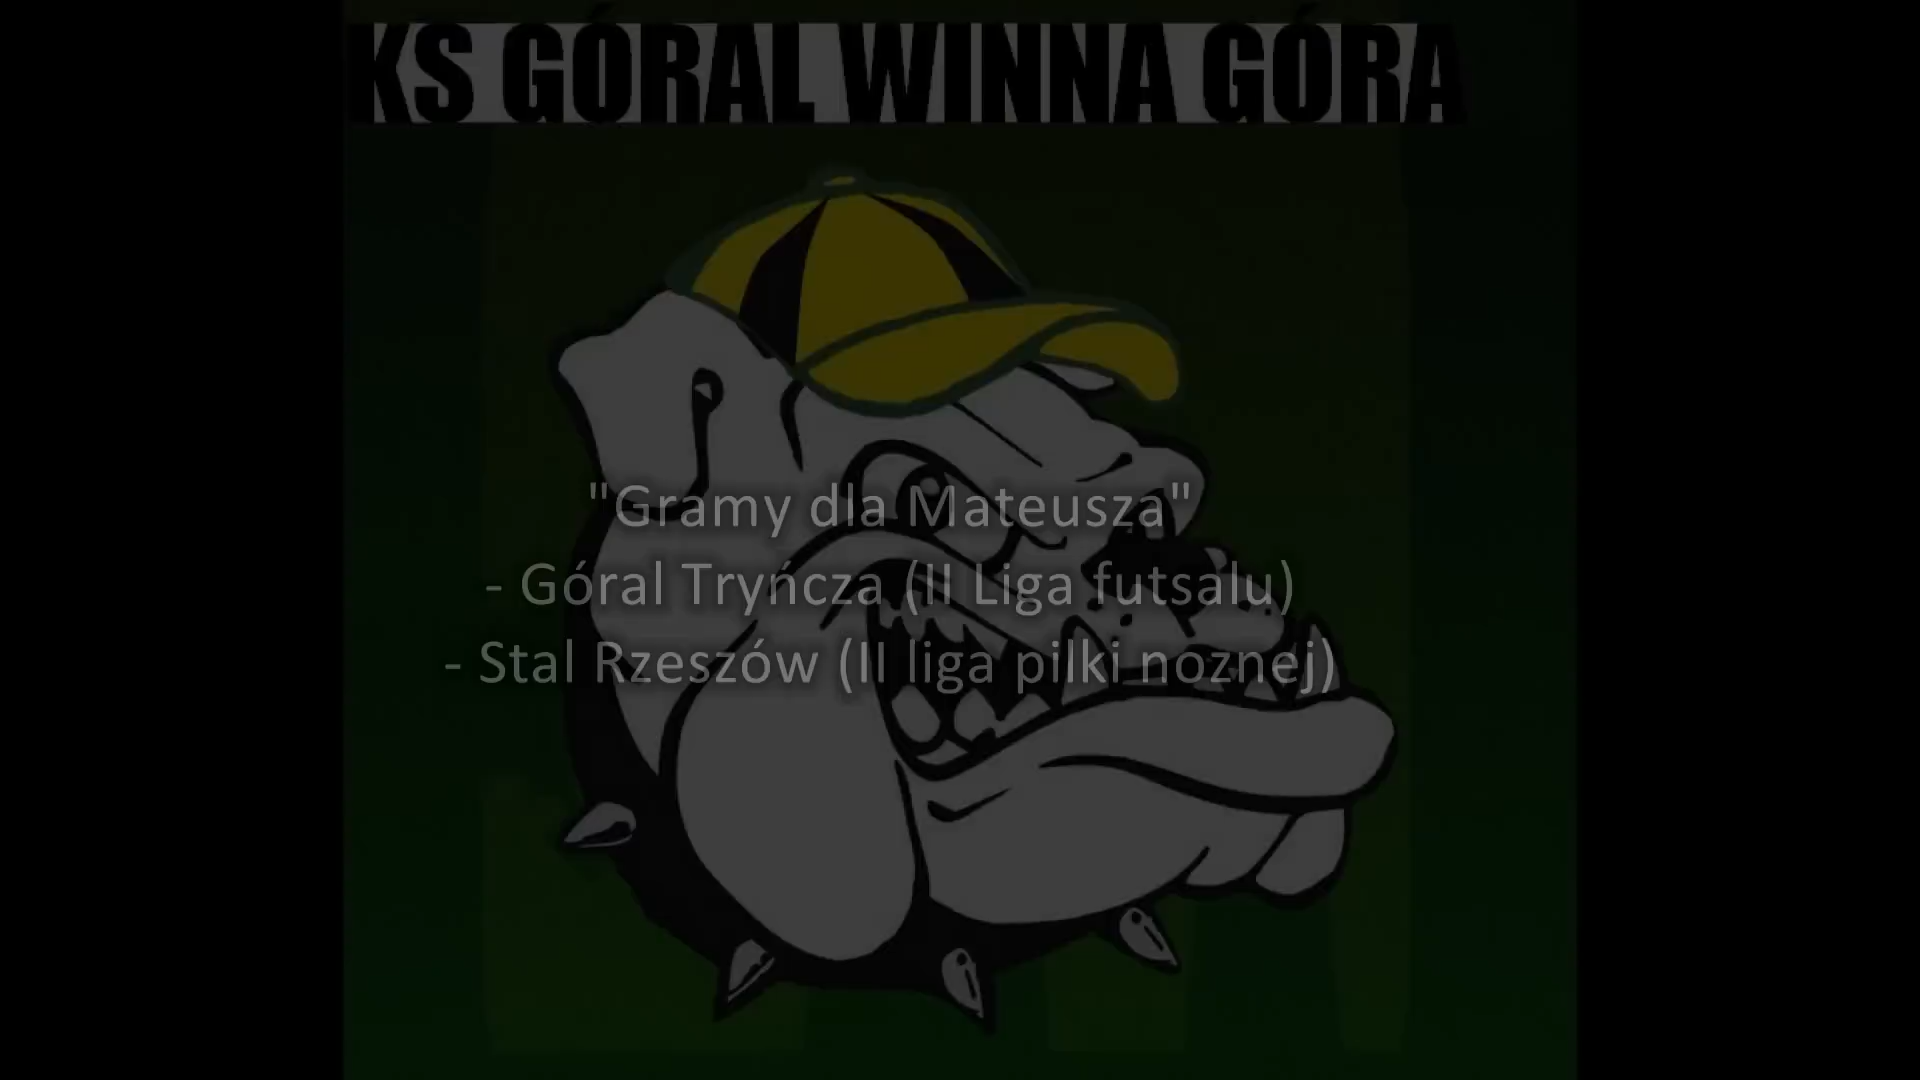 KS GÓRAL WINNA GÓRA
"Gramy dla Mateusza"
- Góral Tryńcza (II Liga futsalu)
- Stal Rzeszów (II liga pilki noznej)